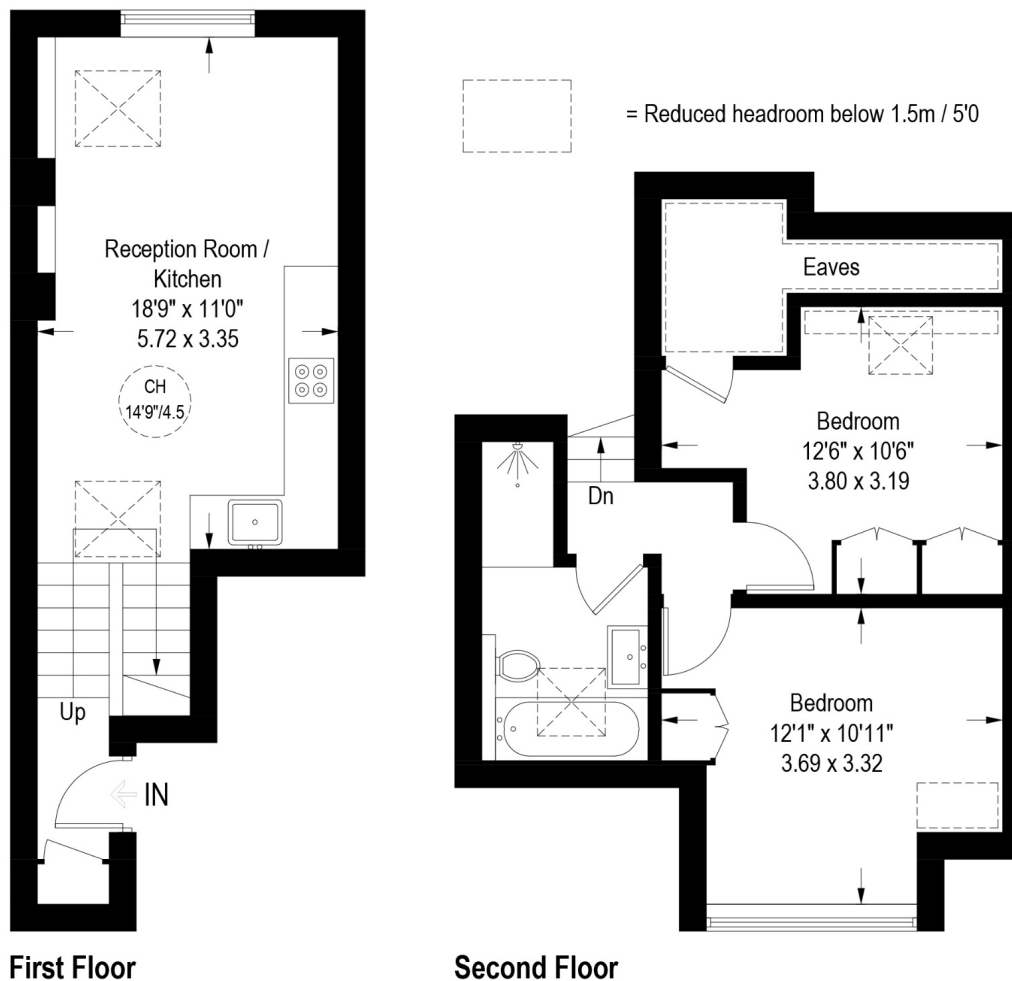 = Reduced headroom below 1.5m / 5'0
Reception Room /
Kitchen
18'9" x 11'0"
5.72 x 3.35
CH
14'9"/4.5
Up
IN
First Floor
Eaves
Bedroom
12'6" x 10'6"
3.80 x 3.19
Dn
Bedroom
12'1" x 10'11"
3.69 x 3.32
Second Floor